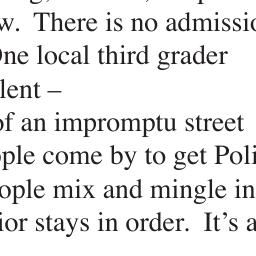 w. There is no admissio
One local third grader
lent –
of an impromptu street
ople come by to get Poli
ople mix and mingle in
ior stays in order. It's a